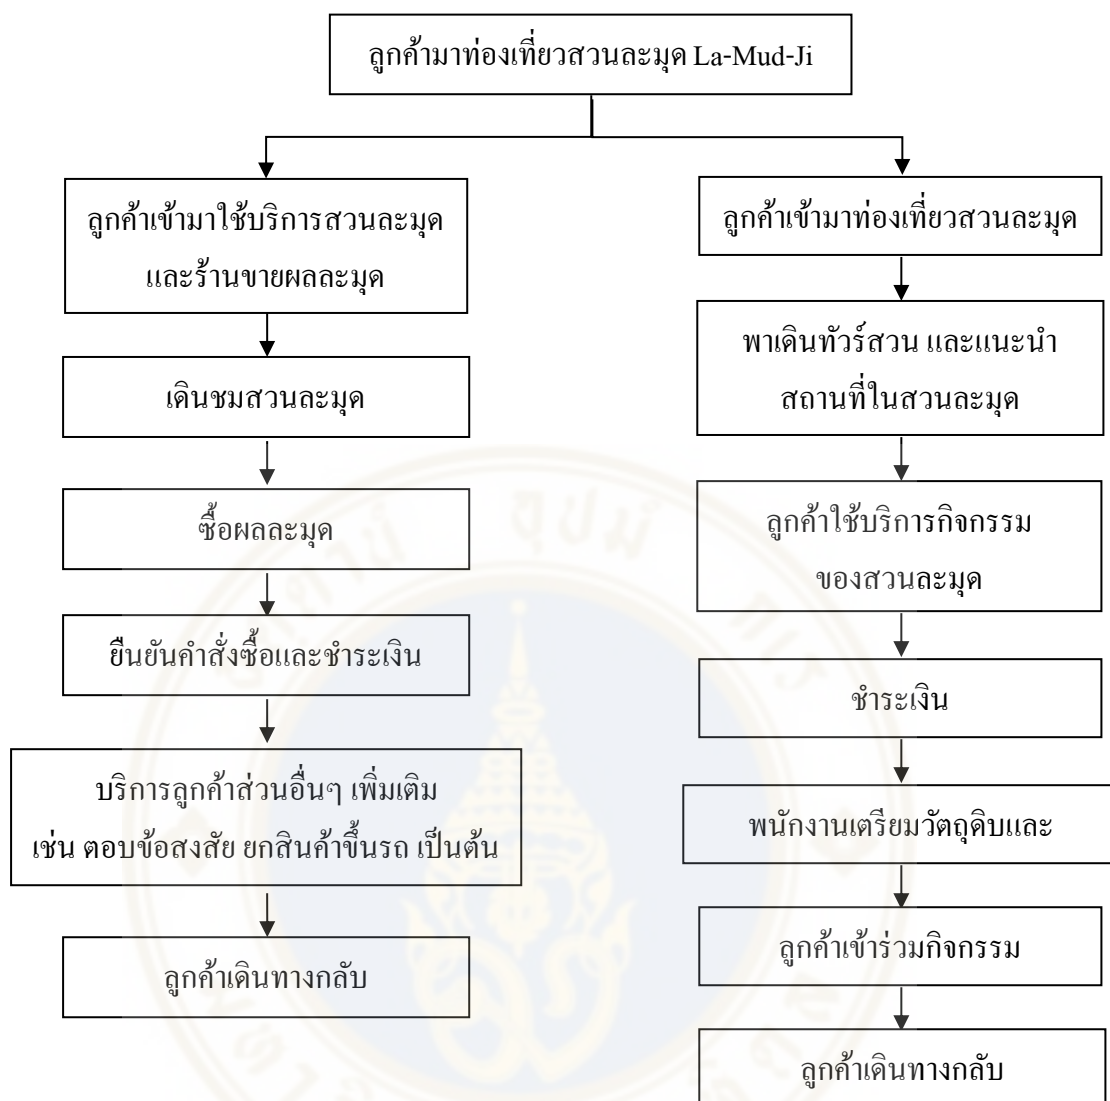 ลูกค้ามาท่องเที่ยวสวนละมุด La-Mud-Ji
ลูกค้าเข้ามาใช้บริการสวนละมุด
และร้านขายผลละมุด
เดินชมสวนละมุด
ซื้อผลละมุด
ยืนยันคำสั่งซื้อและชำระเงิน
บริการลูกค้าส่วนอื่นๆ เพิ่มเติม
เช่น ตอบข้อสงสัย ยกสินค้าขึ้นรถ เป็นต้น
ลูกค้าเดินทางกลับ
ลูกค้าเข้ามาท่องเที่ยวสวนละมุด
พาเดินทัวร์สวน และแนะนำ
สถานที่ในสวนละมุด
ลูกค้าใช้บริการกิจกรรม
ของสวนละมุด
ชำระเงิน
พนักงานเตรียมวัตถุดิบและ
ลูกค้าเข้าร่วมกิจกรรม
ลูกค้าเดินทางกลับ